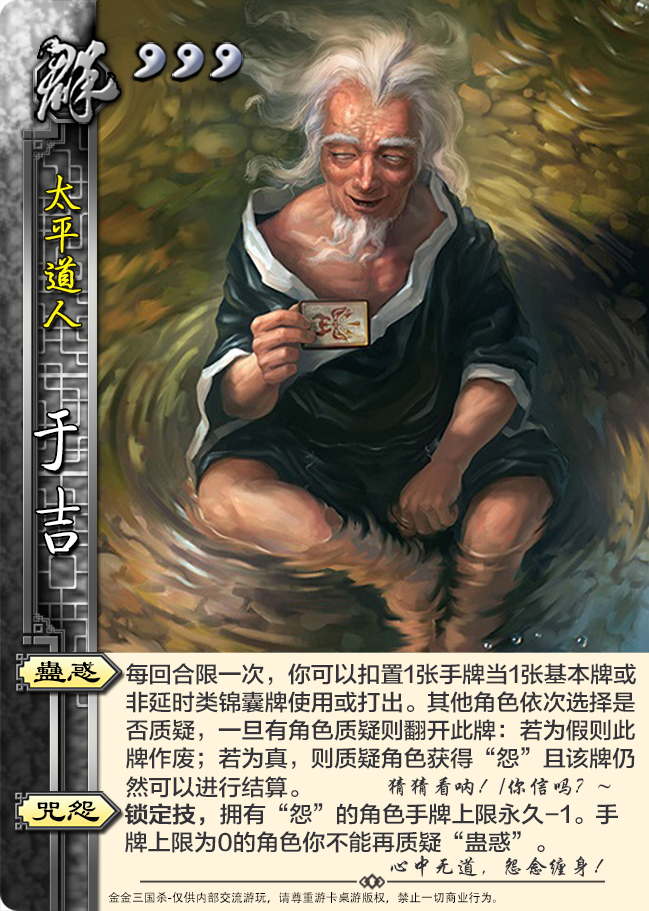 群 999
太平道人
于吉
蠱惑
每回合限一次，你可以扣置1张手牌当1张基本牌或
非延时类锦囊牌使用或打出。其他角色依次选择是
否质疑，一旦有角色质疑则翻开此牌：若为假则此
牌作废；若为真，则质疑角色获得“怨”且该牌仍
然可以进行结算。 猜猜看呐！/你信吗？~
咒怨
锁定技，拥有“怨”的角色手牌上限永久-1。手
牌上限为0的角色你不能再质疑“蛊惑”。
心中无道，怨念缠身！
金金三国杀-仅供内部交流游玩，请尊重游卡桌游版权，禁止一切商业行为。